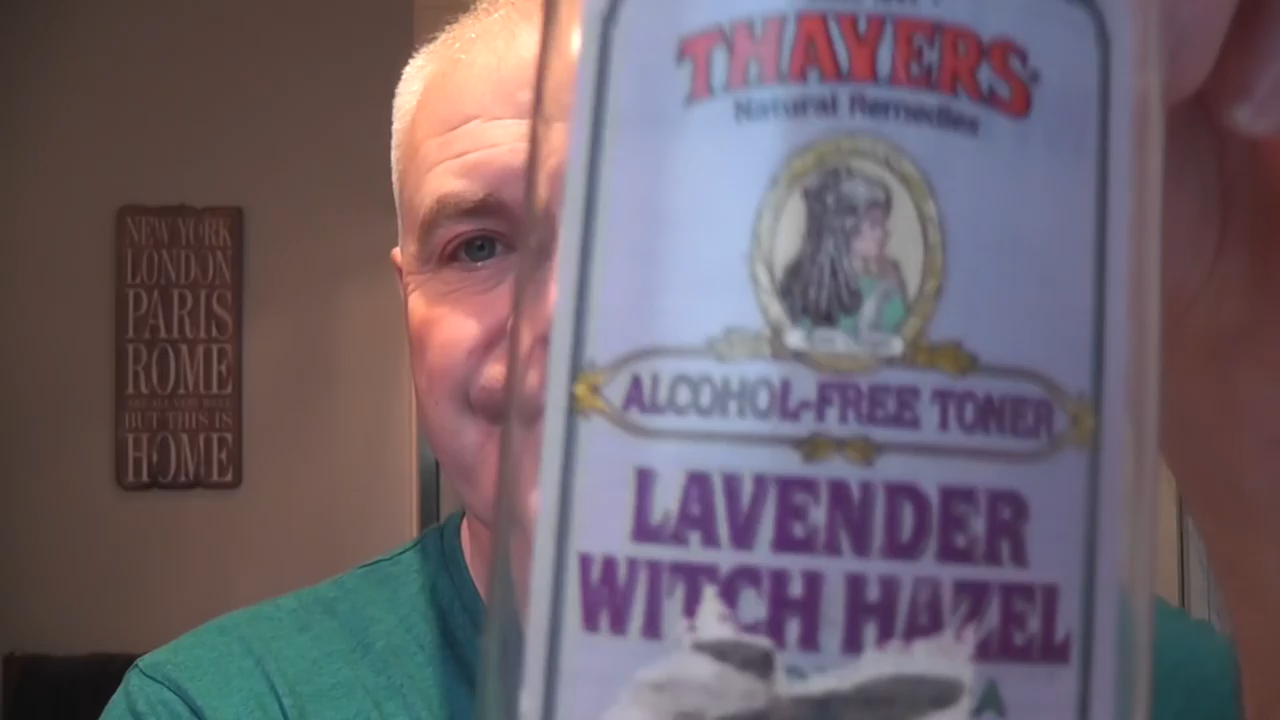 NEW YORK
LONDON
PARIS
ROME
BUT THIS IS
HOME
THAYERS
Natural Remedies
ALCOHOL-FREE TONER
LAVENDER
WITCH HAZEL